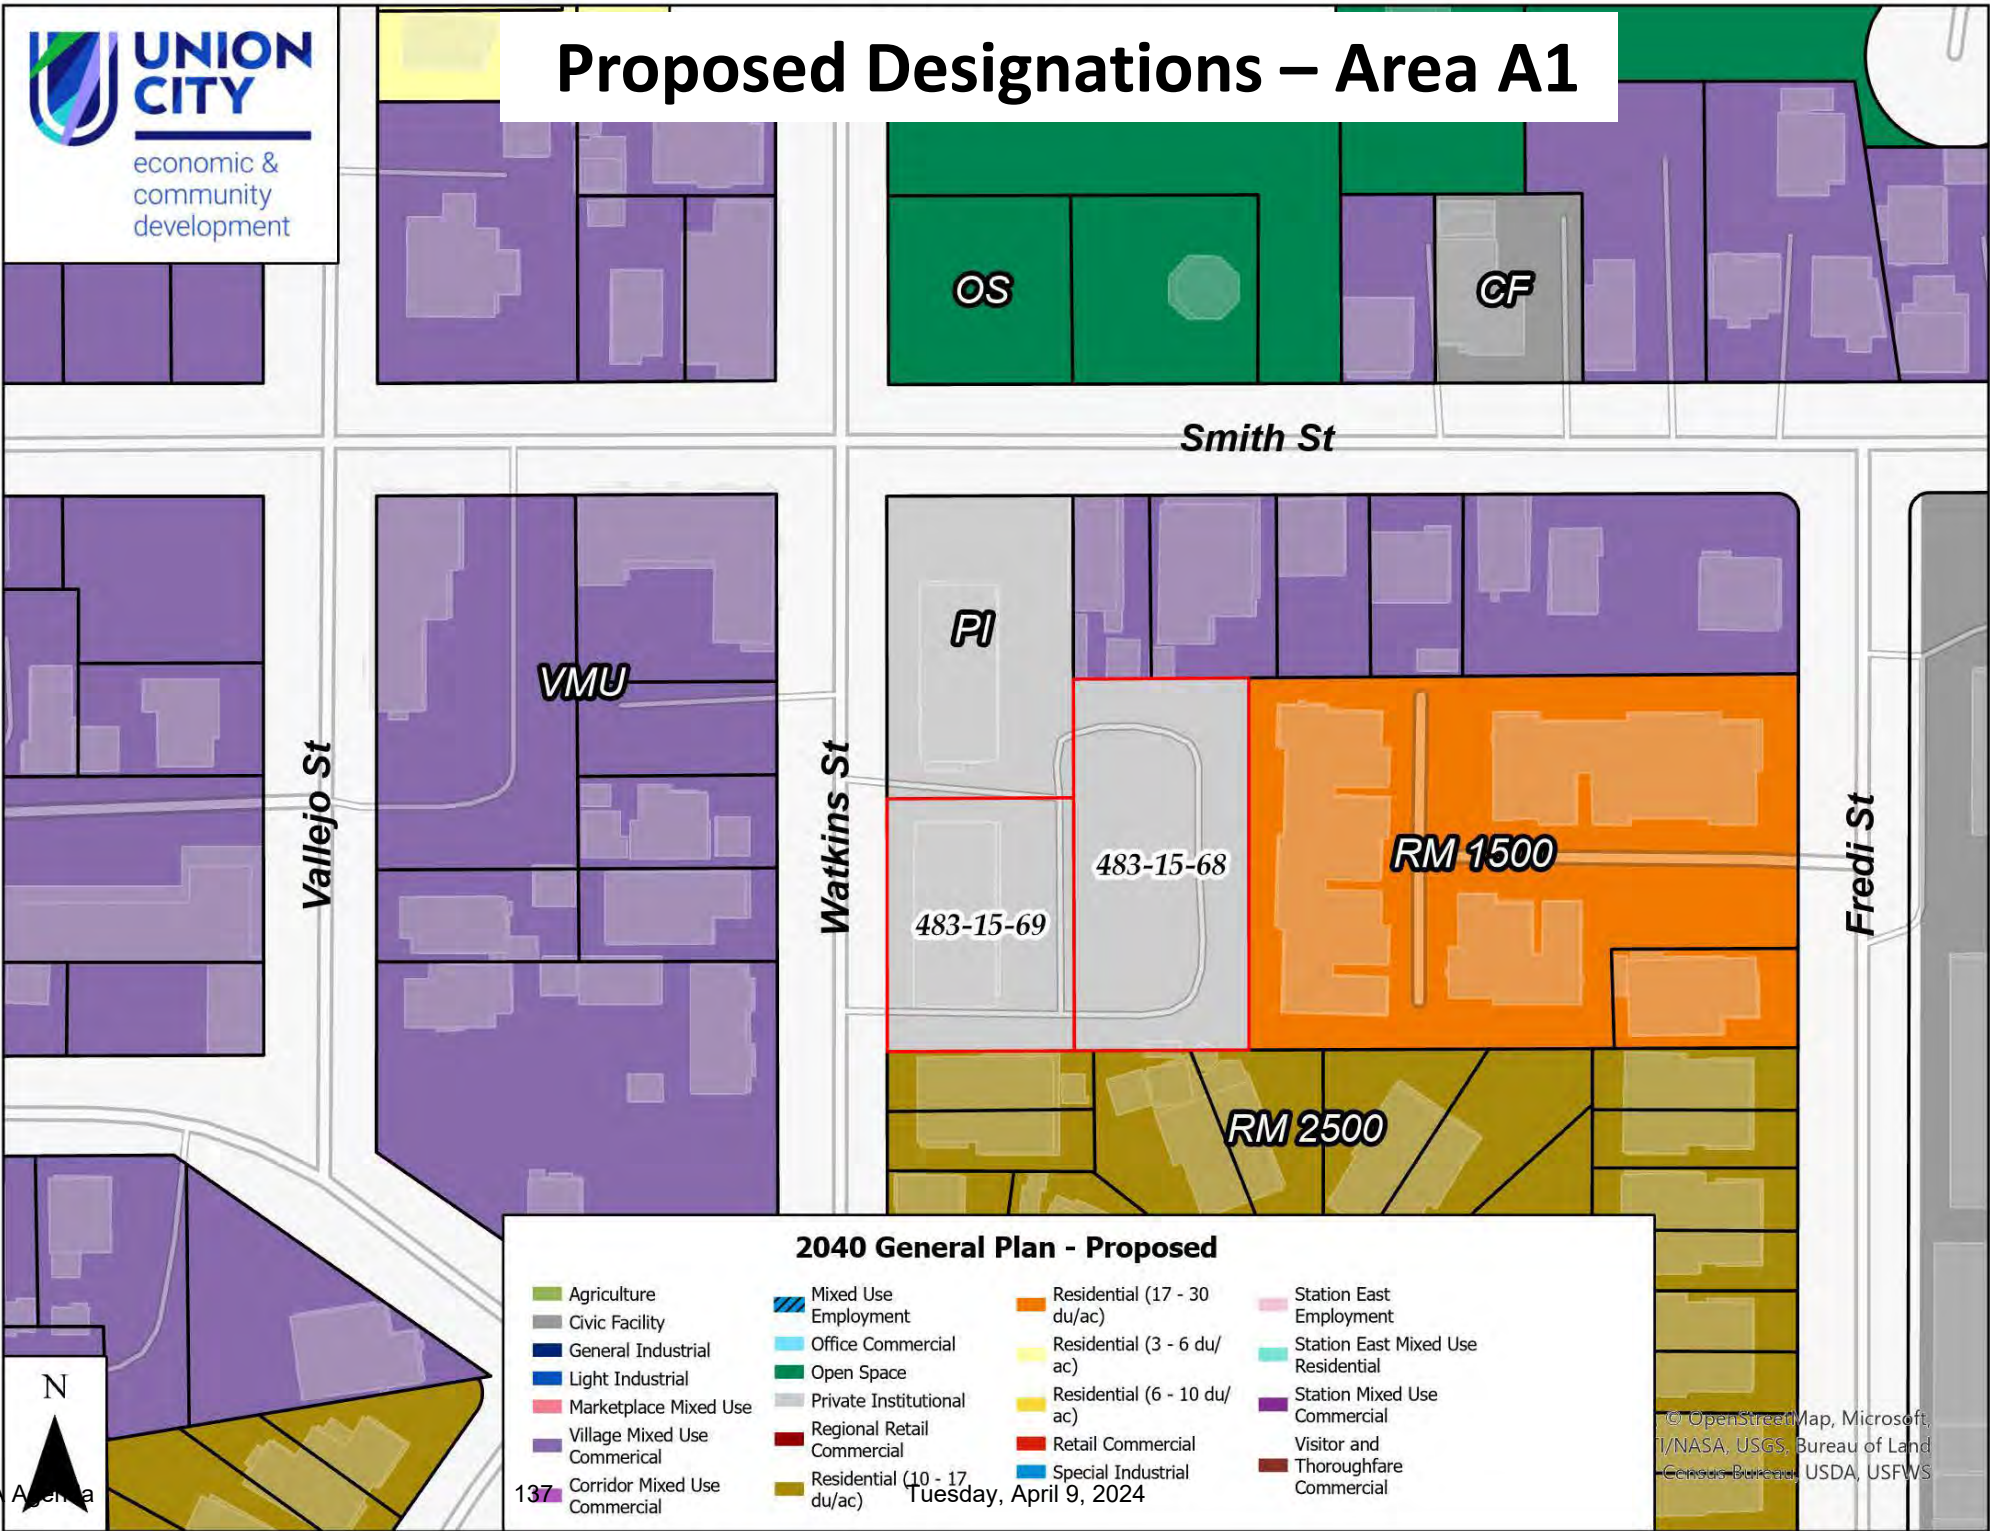 UNION
CITY
economic &
community
development
Proposed Designations – Area A1
OS
CF
Smith St
PI
VMU
Vallejo St
Watkins St
483-15-68
483-15-69
RM 1500
Fredi St
RM 2500
2040 General Plan - Proposed
Agriculture
Civic Facility
General Industrial
Light Industrial
Marketplace Mixed Use
Village Mixed Use
Commerical
Corridor Mixed Use
Commercial
Mixed Use
Employment
Office Commercial
Open Space
Private Institutional
Regional Retail
Commercial
Residential (10 - 17
du/ac)
Residential (17 - 30
du/ac)
Residential (3 - 6 du/
ac)
Residential (6 - 10 du/
ac)
Retail Commercial
Special Industrial
Station East
Employment
Station East Mixed Use
Residential
Station Mixed Use
Commercial
Visitor and
Thoroughfare
Commercial
N
© OpenStreetMap, Microsoft,
I/NASA, USGS, Bureau of Land
Census Bureau, USDA, USFWS
Agenda
137
Tuesday, April 9, 2024